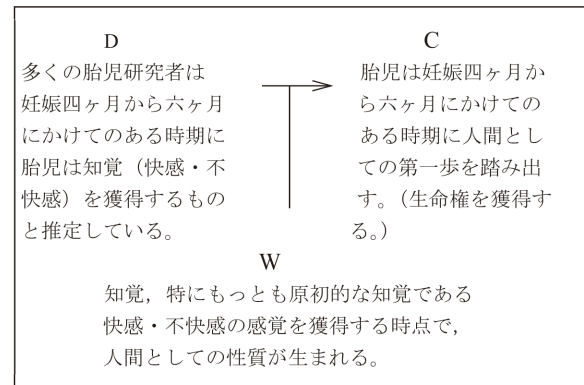 D
多くの胎児研究者は
妊娠四ヶ月から六ヶ月
にかけてのある時期に
胎児は知覚（快感・不
快感）を獲得するもの
と推定している。
C
胎児は妊娠四ヶ月か
ら六ヶ月にかけての
ある時期に人間とし
ての第一歩を踏み出
す。（生命権を獲得す
る。）
W
知覚，特にもっとも原初的な知覚である
快感・不快感の感覚を獲得する時点で，
人間としての性質が生まれる。